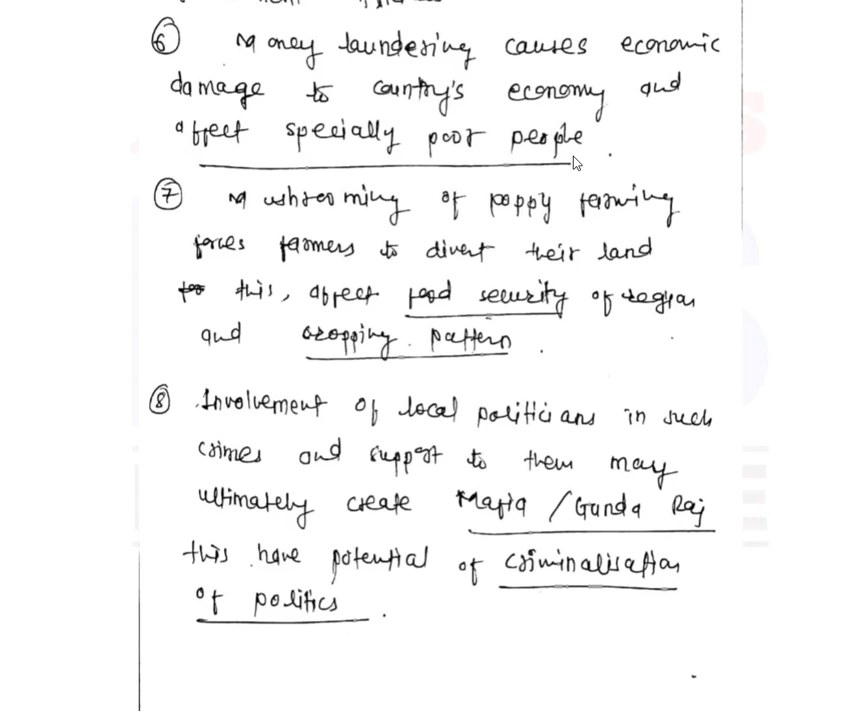 ⑥ Money laundering causes economic
damage to country's economy and
affect specially poor people.
⑦ Mushrooming of poppy farming
forces farmers to divert their land
this, affect food security of region
and cropping pattern.
⑧ Involvement of local politicians in such
crimes and support to them may
ultimately create Mafia / Gunda Raj
this have potential of criminalisation
of politics.